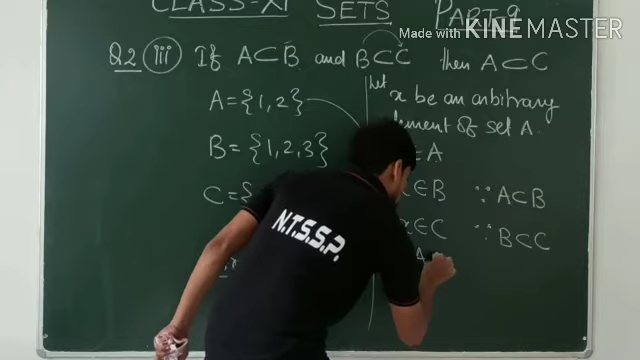 CLASS-XI SETS PART-9
Made with KINEMASTER
Q2 (iii) If A⊂B and B⊂C then A⊂C
Let x be an arbitrary
element of set A.
A = {1, 2}
∈ A
B = {1, 2, 3}
C = {
x∈B ∵ A⊂B
x∈C ∵ B⊂C
A
N.T.S.S.P.